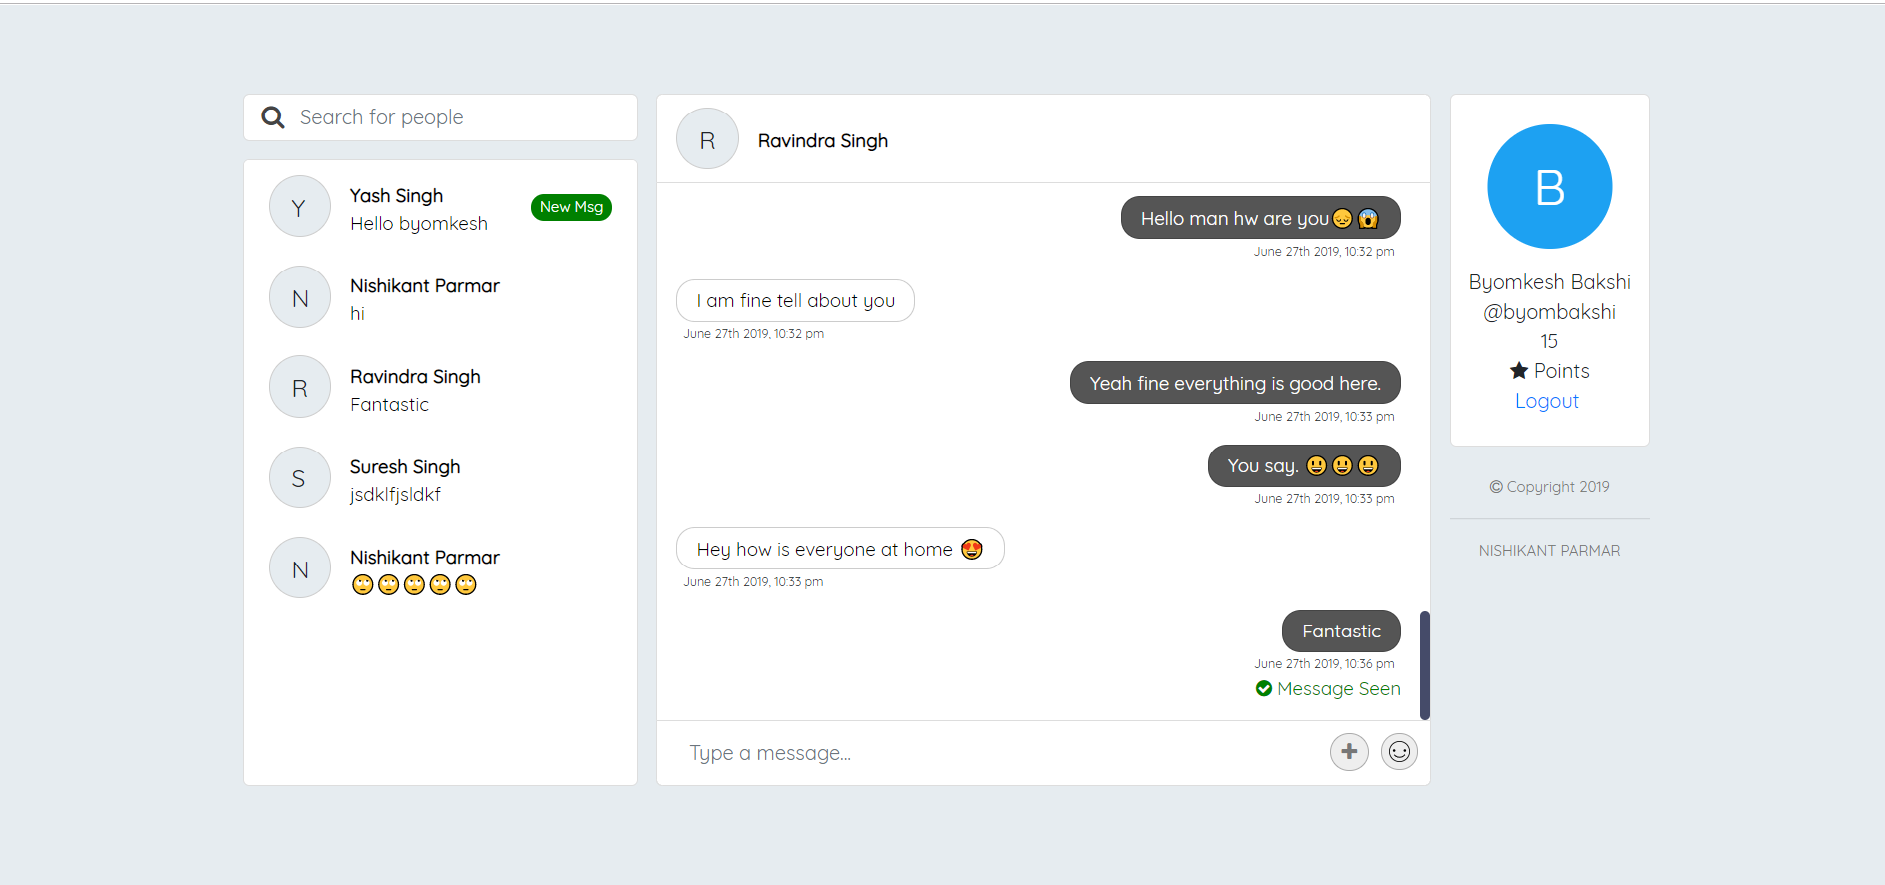 Search for people
Y
Yash Singh
Hello byomkesh
New Msg
N
Nishikant Parmar
hi
R
Ravindra Singh
Fantastic
S
Suresh Singh
jsdklfjsldkf
N
Nishikant Parmar
🙄🙄🙄🙄🙄
R
Ravindra Singh
Hello man hw are you😔😱
June 27th 2019, 10:32 pm
I am fine tell about you
June 27th 2019, 10:32 pm
Yeah fine everything is good here.
June 27th 2019, 10:33 pm
You say. 😃😃😃
June 27th 2019, 10:33 pm
Hey how is everyone at home 😍
June 27th 2019, 10:33 pm
Fantastic
June 27th 2019, 10:36 pm
Message Seen
Type a message...
B
Byomkesh Bakshi
@byombakshi
15
★ Points
Logout
© Copyright 2019
NISHIKANT PARMAR